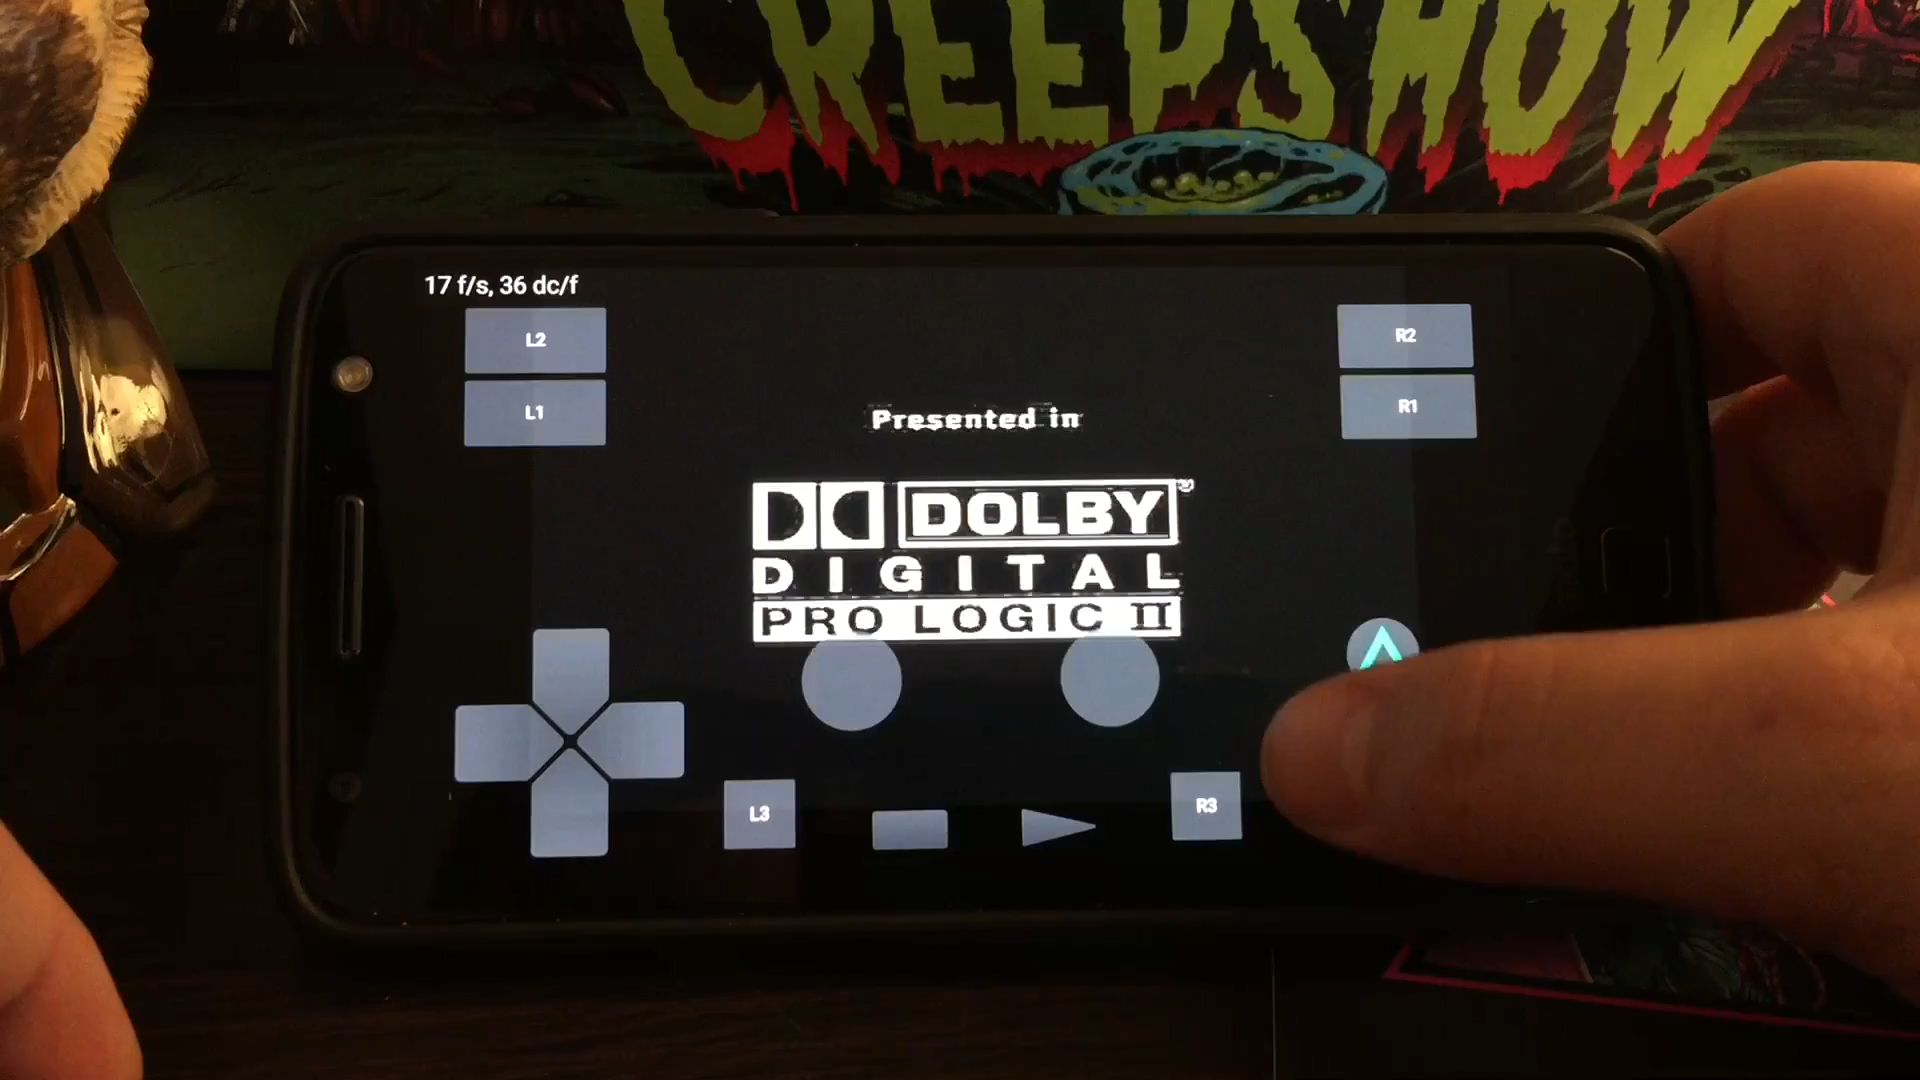 CREEPSHOW
17 f/s, 36 dc/f
L2
R2
L1
R1
Presented in
DOLBY
DIGITAL
PRO LOGIC II
L3
R3